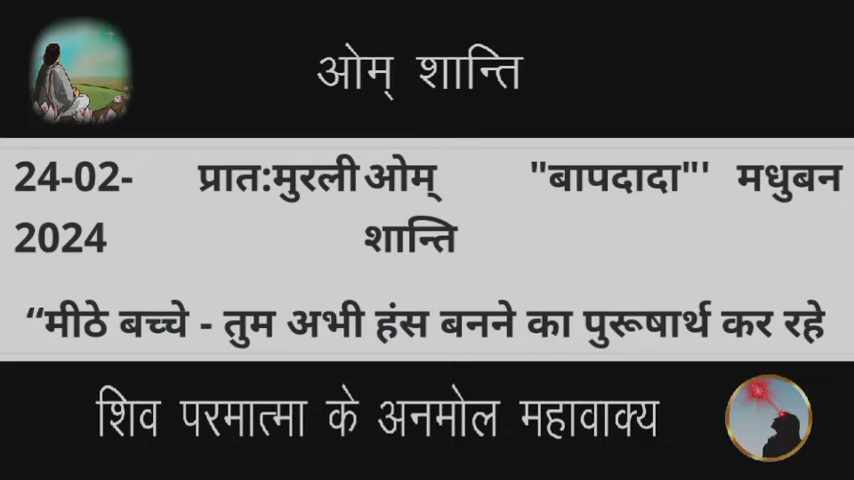 ओम् शान्ति
24-02- प्रात:मुरली ओम् "बापदादा"' मधुबन
2024 शान्ति
“मीठे बच्चे - तुम अभी हंस बनने का पुरूषार्थ कर रहे
शिव परमात्मा के अनमोल महावाक्य